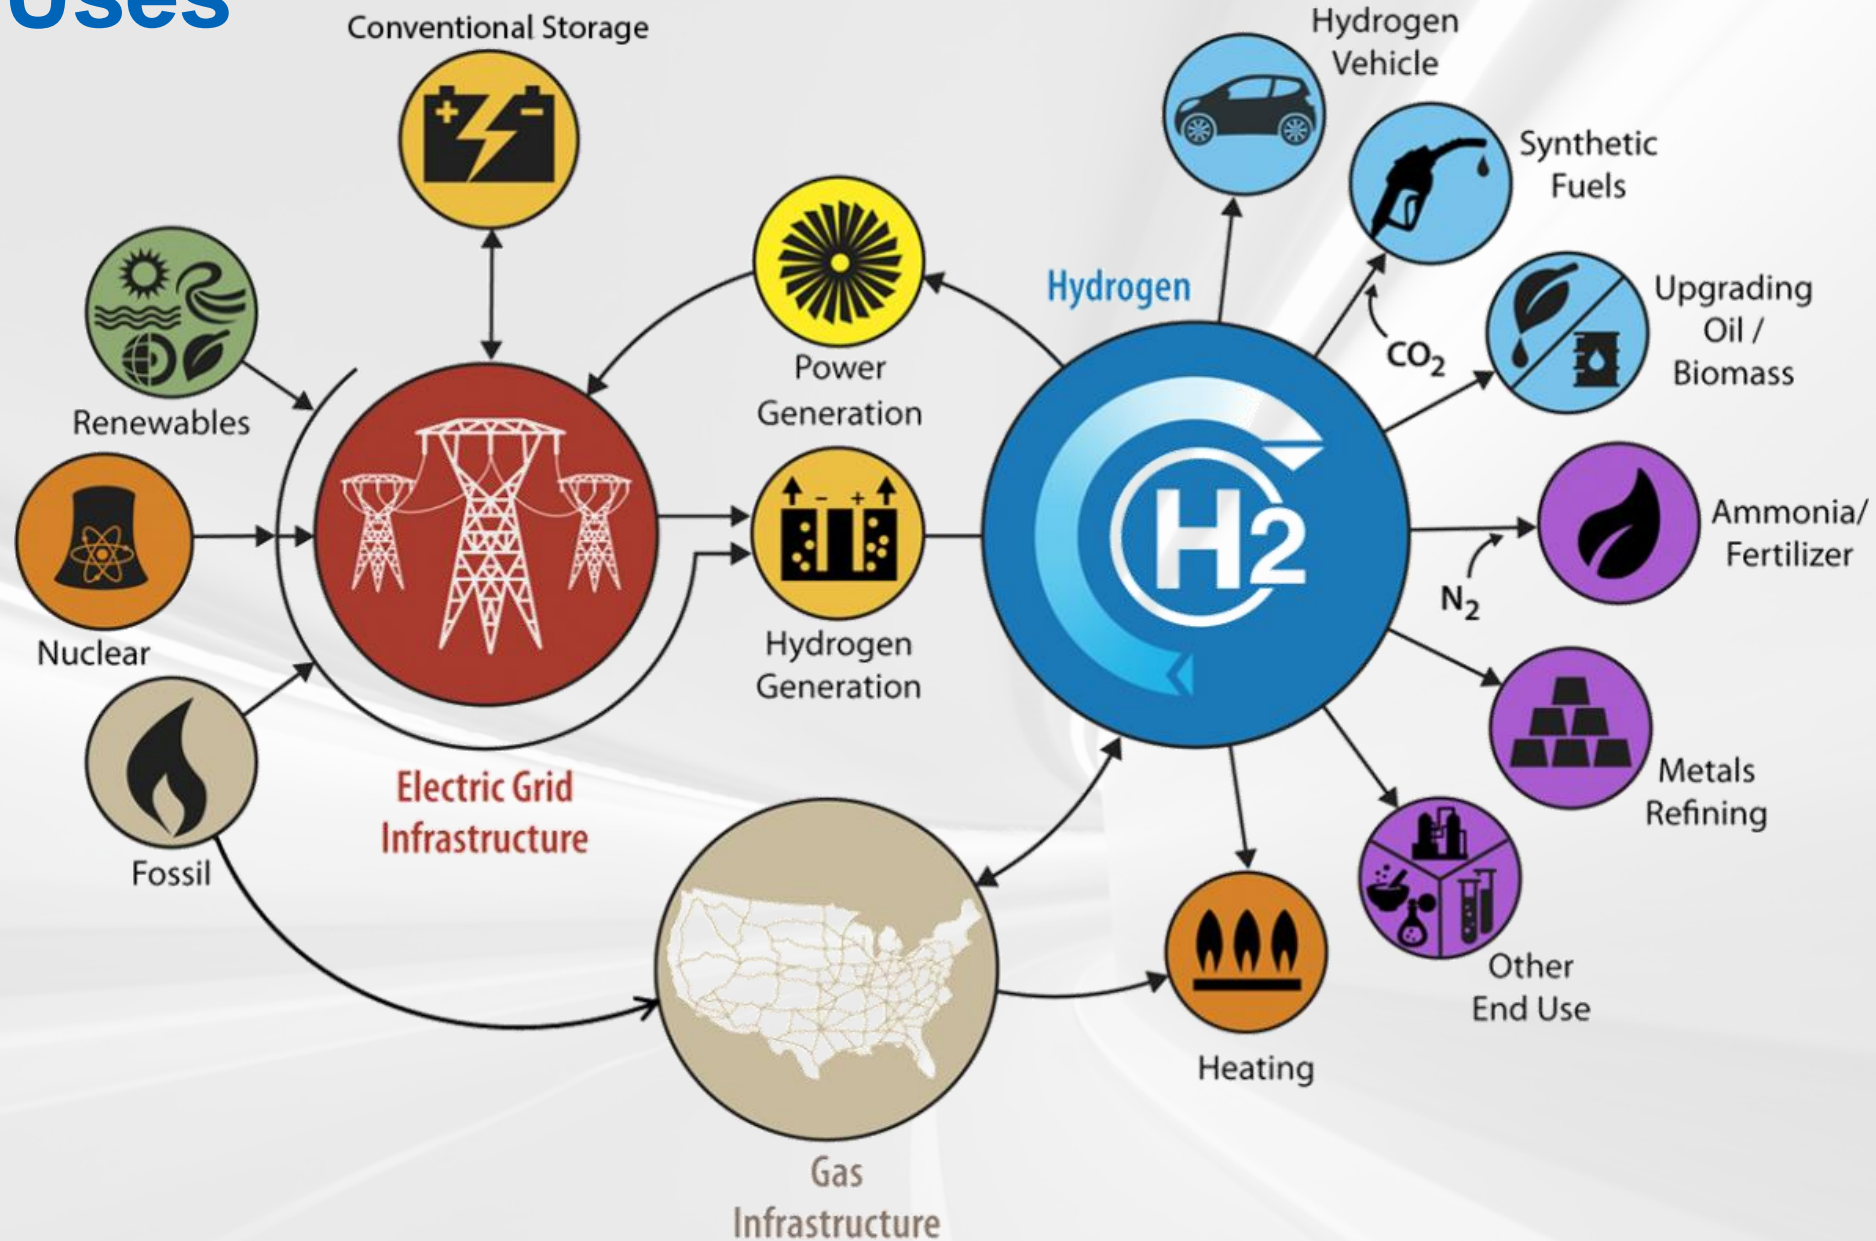 Uses
Conventional Storage
Hydrogen
Vehicle
Synthetic
Fuels
Hydrogen
Upgrading
Oil /
Biomass
CO2
Power
Generation
Renewables
+ -
- +
H2
Ammonia/
Fertilizer
N2
Nuclear
Hydrogen
Generation
Metals
Refining
Electric Grid
Infrastructure
Fossil
Other
End Use
Heating
Gas
Infrastructure